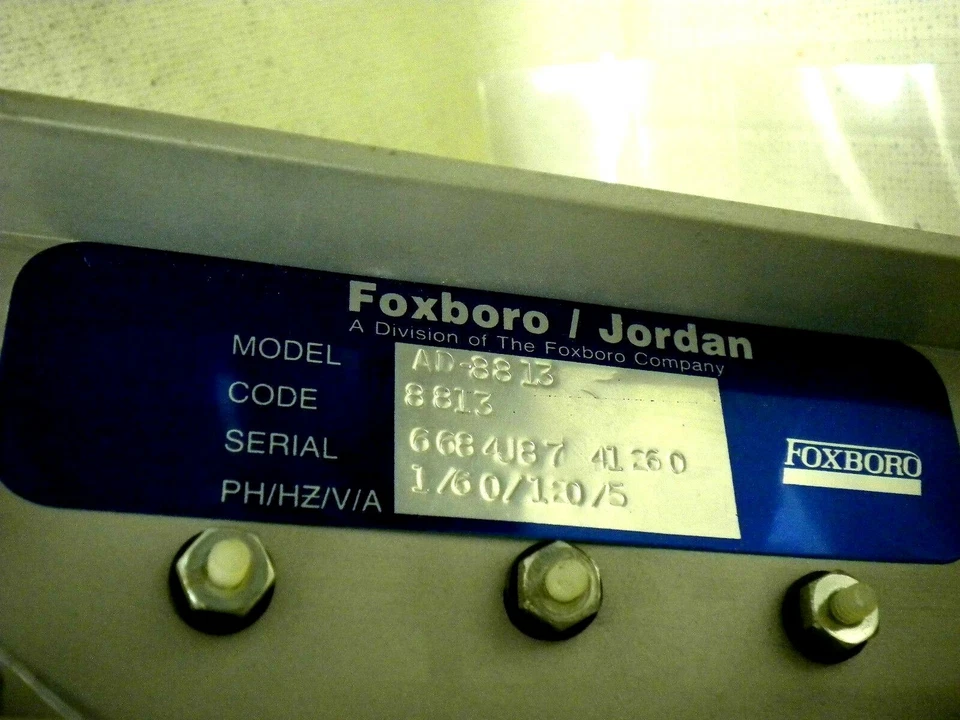 Foxboro / Jordan
A Division of The Foxboro Company
MODEL AD-8813
CODE 8813
SERIAL 6684J87 41260
PH/HZ/V/A 1/60/120/5
FOXBORO